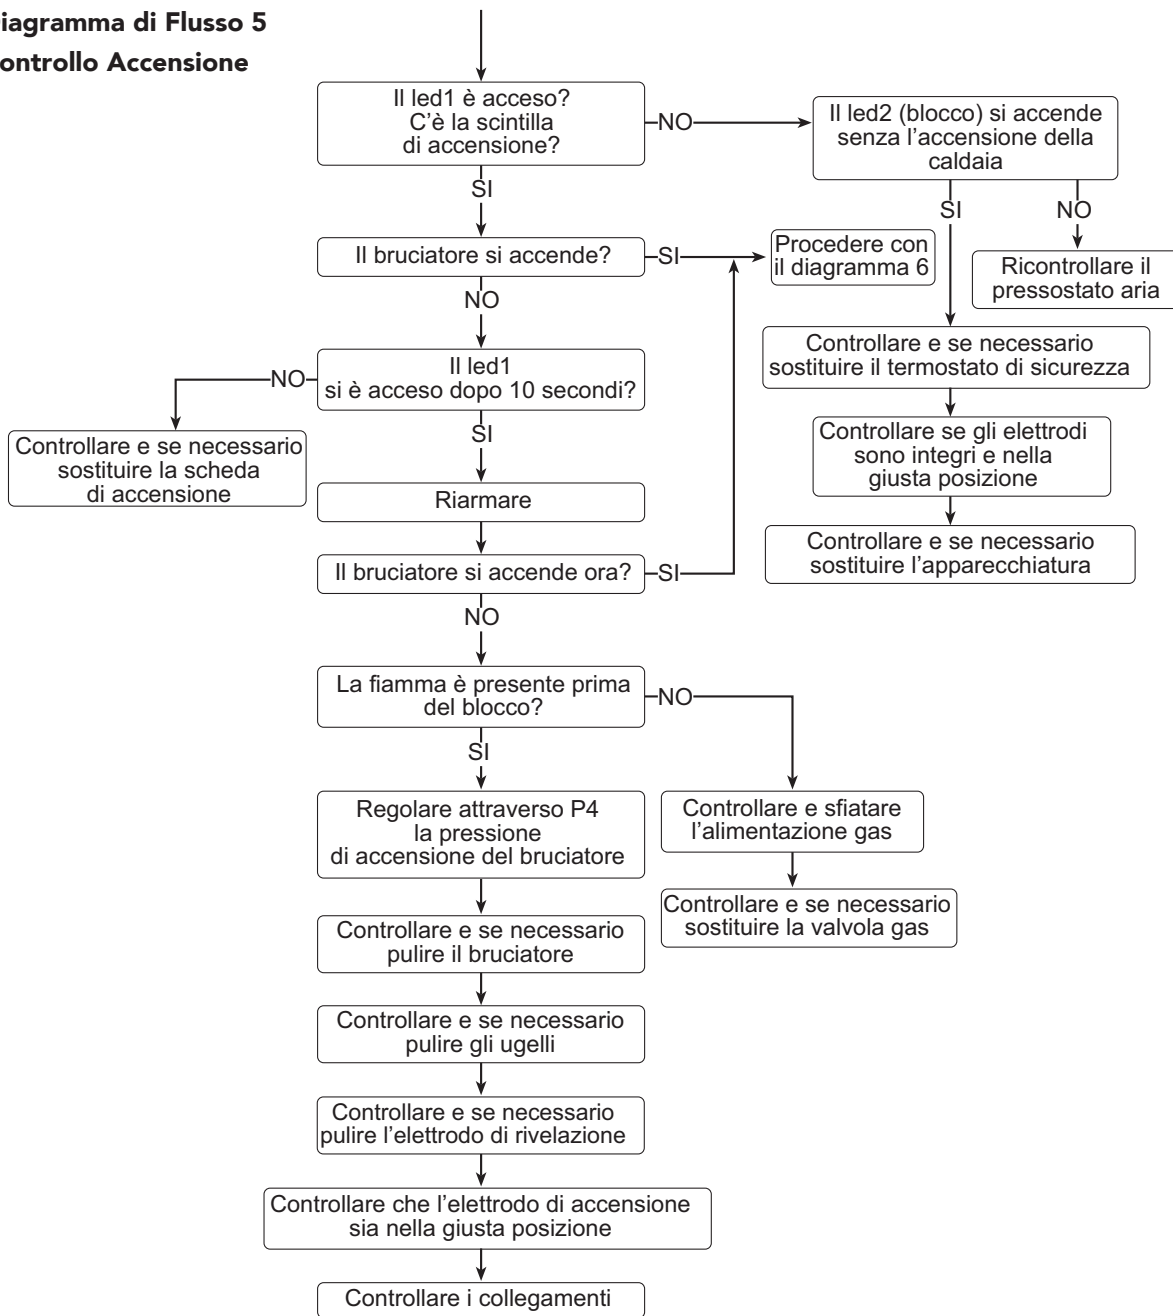 iagramma di Flusso 5
ontrollo Accensione
Il led1 è acceso?
C'è la scintilla
di accensione?
NO
Il led2 (blocco) si accende
senza l'accensione della
caldaia
SI
SI
NO
Il bruciatore si accende?
SI
Procedere con
il diagramma 6
Ricontrollare il
pressostato aria
NO
Il led1
si è acceso dopo 10 secondi?
NO
Controllare e se necessario
sostituire il termostato di sicurezza
Controllare e se necessario
sostituire la scheda
di accensione
SI
Controllare se gli elettrodi
sono integri e nella
giusta posizione
Riarmare
Controllare e se necessario
sostituire l'apparecchiatura
Il bruciatore si accende ora?
SI
NO
La fiamma è presente prima
del blocco?
NO
SI
Regolare attraverso P4
la pressione
di accensione del bruciatore
Controllare e sfiatare
l'alimentazione gas
Controllare e se necessario
sostituire la valvola gas
Controllare e se necessario
pulire il bruciatore
Controllare e se necessario
pulire gli ugelli
Controllare e se necessario
pulire l'elettrodo di rivelazione
Controllare che l'elettrodo di accensione
sia nella giusta posizione
Controllare i collegamenti